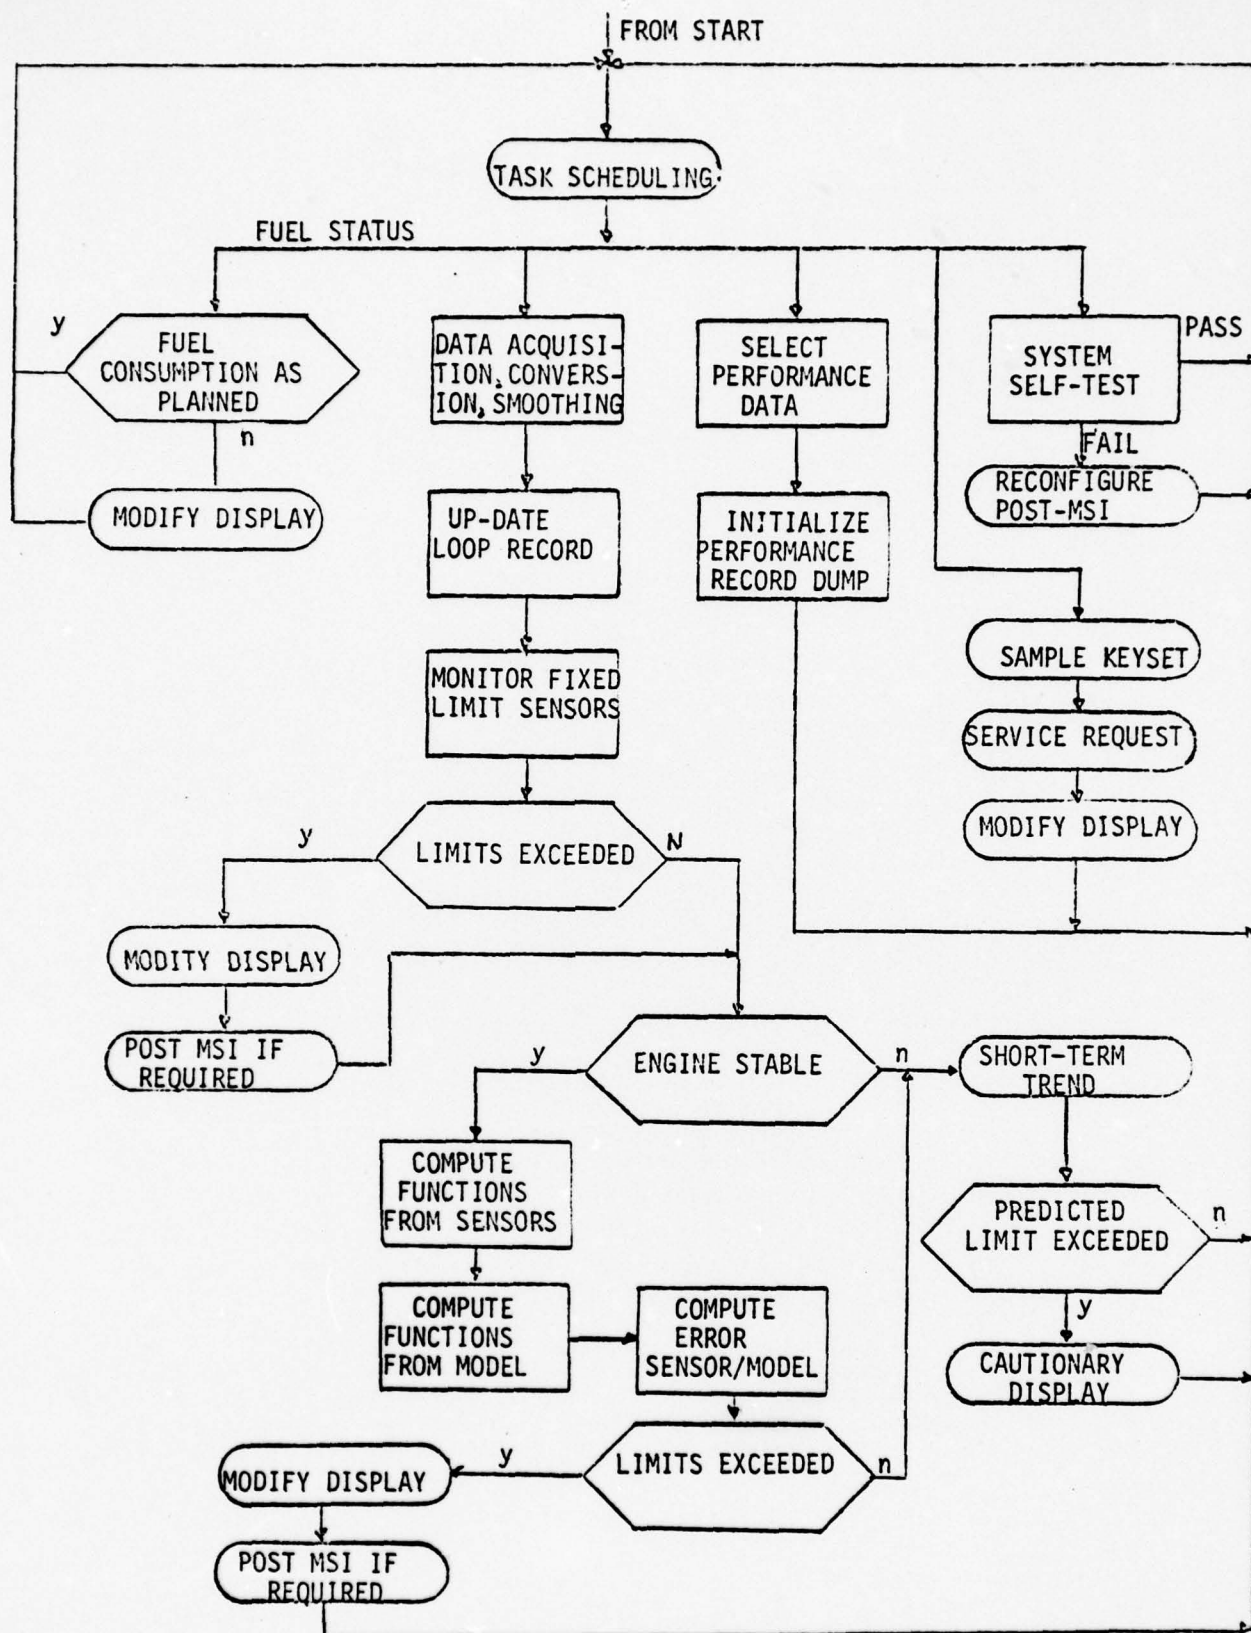 FROM START
TASK SCHEDULING
FUEL STATUS
y
FUEL
CONSUMPTION AS
PLANNED
n
MODIFY DISPLAY
DATA ACQUISI-
TION, CONVERS-
ION, SMOOTHING
UP-DATE
LOOP RECORD
MONITOR FIXED
LIMIT SENSORS
SELECT
PERFORMANCE
DATA
INITIALIZE
PERFORMANCE
RECORD DUMP
SYSTEM
SELF-TEST
PASS
FAIL
RECONFIGURE
POST-MSI
SAMPLE KEYSET
SERVICE REQUEST
MODIFY DISPLAY
y
LIMITS EXCEEDED
N
MODITY DISPLAY
POST MSI IF
REQUIRED
y
ENGINE STABLE
n
SHORT-TERM
TREND
COMPUTE
FUNCTIONS
FROM SENSORS
PREDICTED
LIMIT EXCEEDED
n
y
COMPUTE
FUNCTIONS
FROM MODEL
COMPUTE
ERROR
SENSOR/MODEL
CAUTIONARY
DISPLAY
y
LIMITS EXCEEDED
n
MODIFY DISPLAY
POST MSI IF
REQUIRED